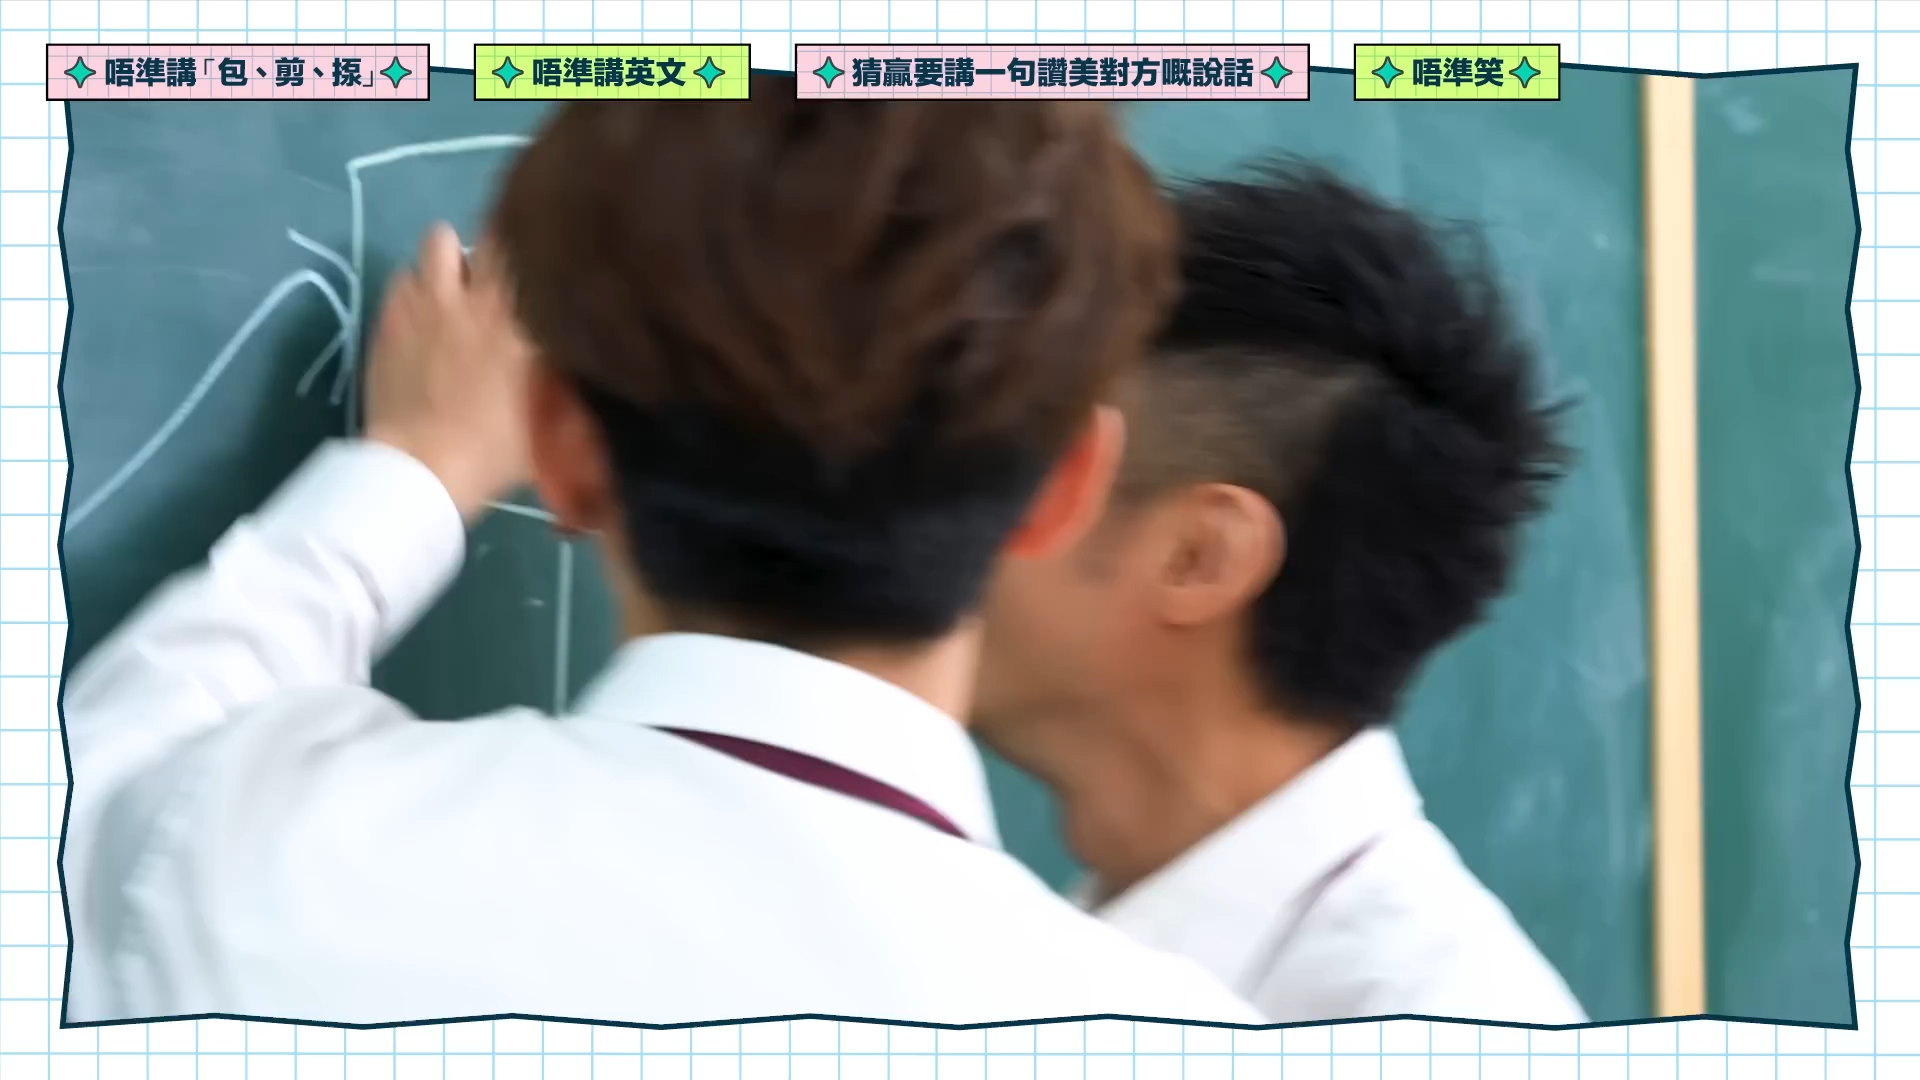 唔準講「包、剪、揼」
唔準講英文
猜贏要講一句讚美對方嘅說話
唔準笑